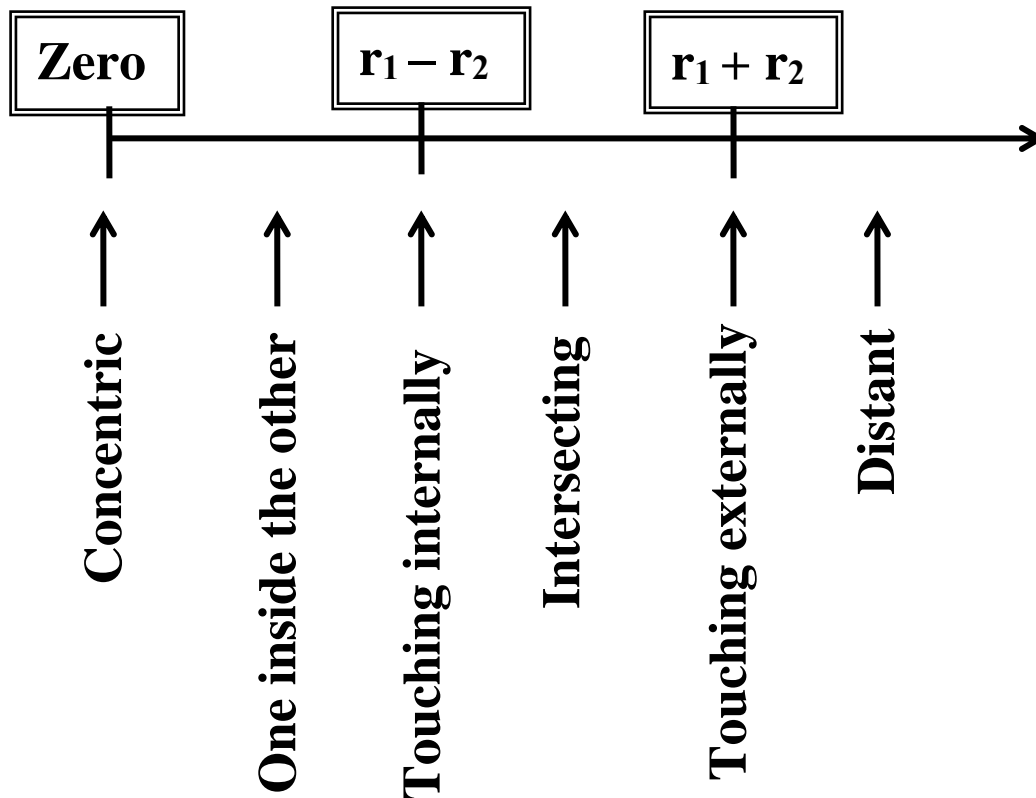 Zero
r₁ – r₂
r₁ + r₂
Concentric
One inside the other
Touching internally
Intersecting
Touching externally
Distant